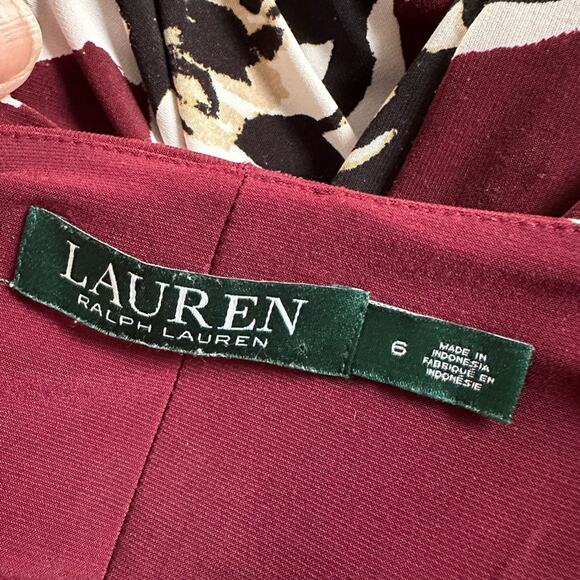 LAUREN
RALPH LAUREN
6
MADE IN
INDONESIA
FABRIQUÉ EN
INDONÉSIE